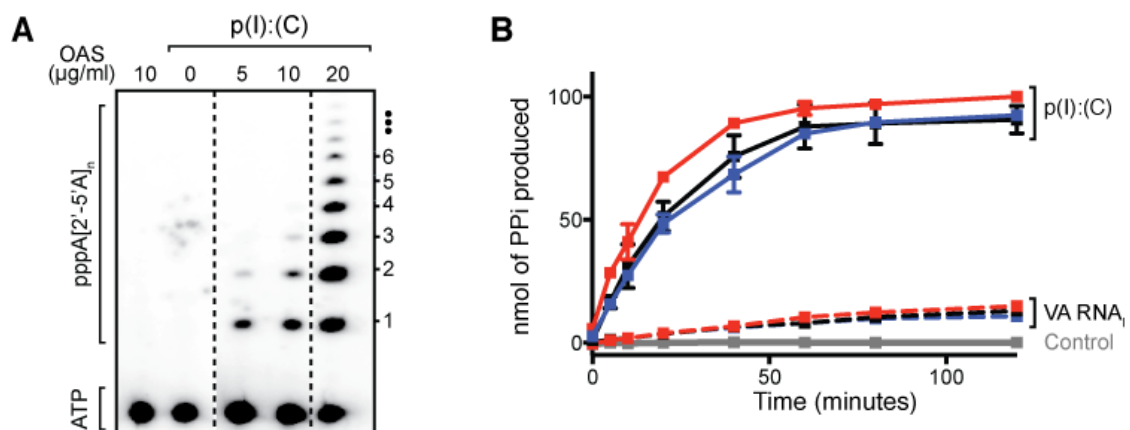 A
p(I):(C)
OAS
(µg/ml)
10 0 5 10 20
pppA[2'-5'A]n
6
5
4
3
2
1
ATP
B
nmol of PPi produced
100
50
0
p(I):(C)
VA RNAI
Control
0 50 100
Time (minutes)